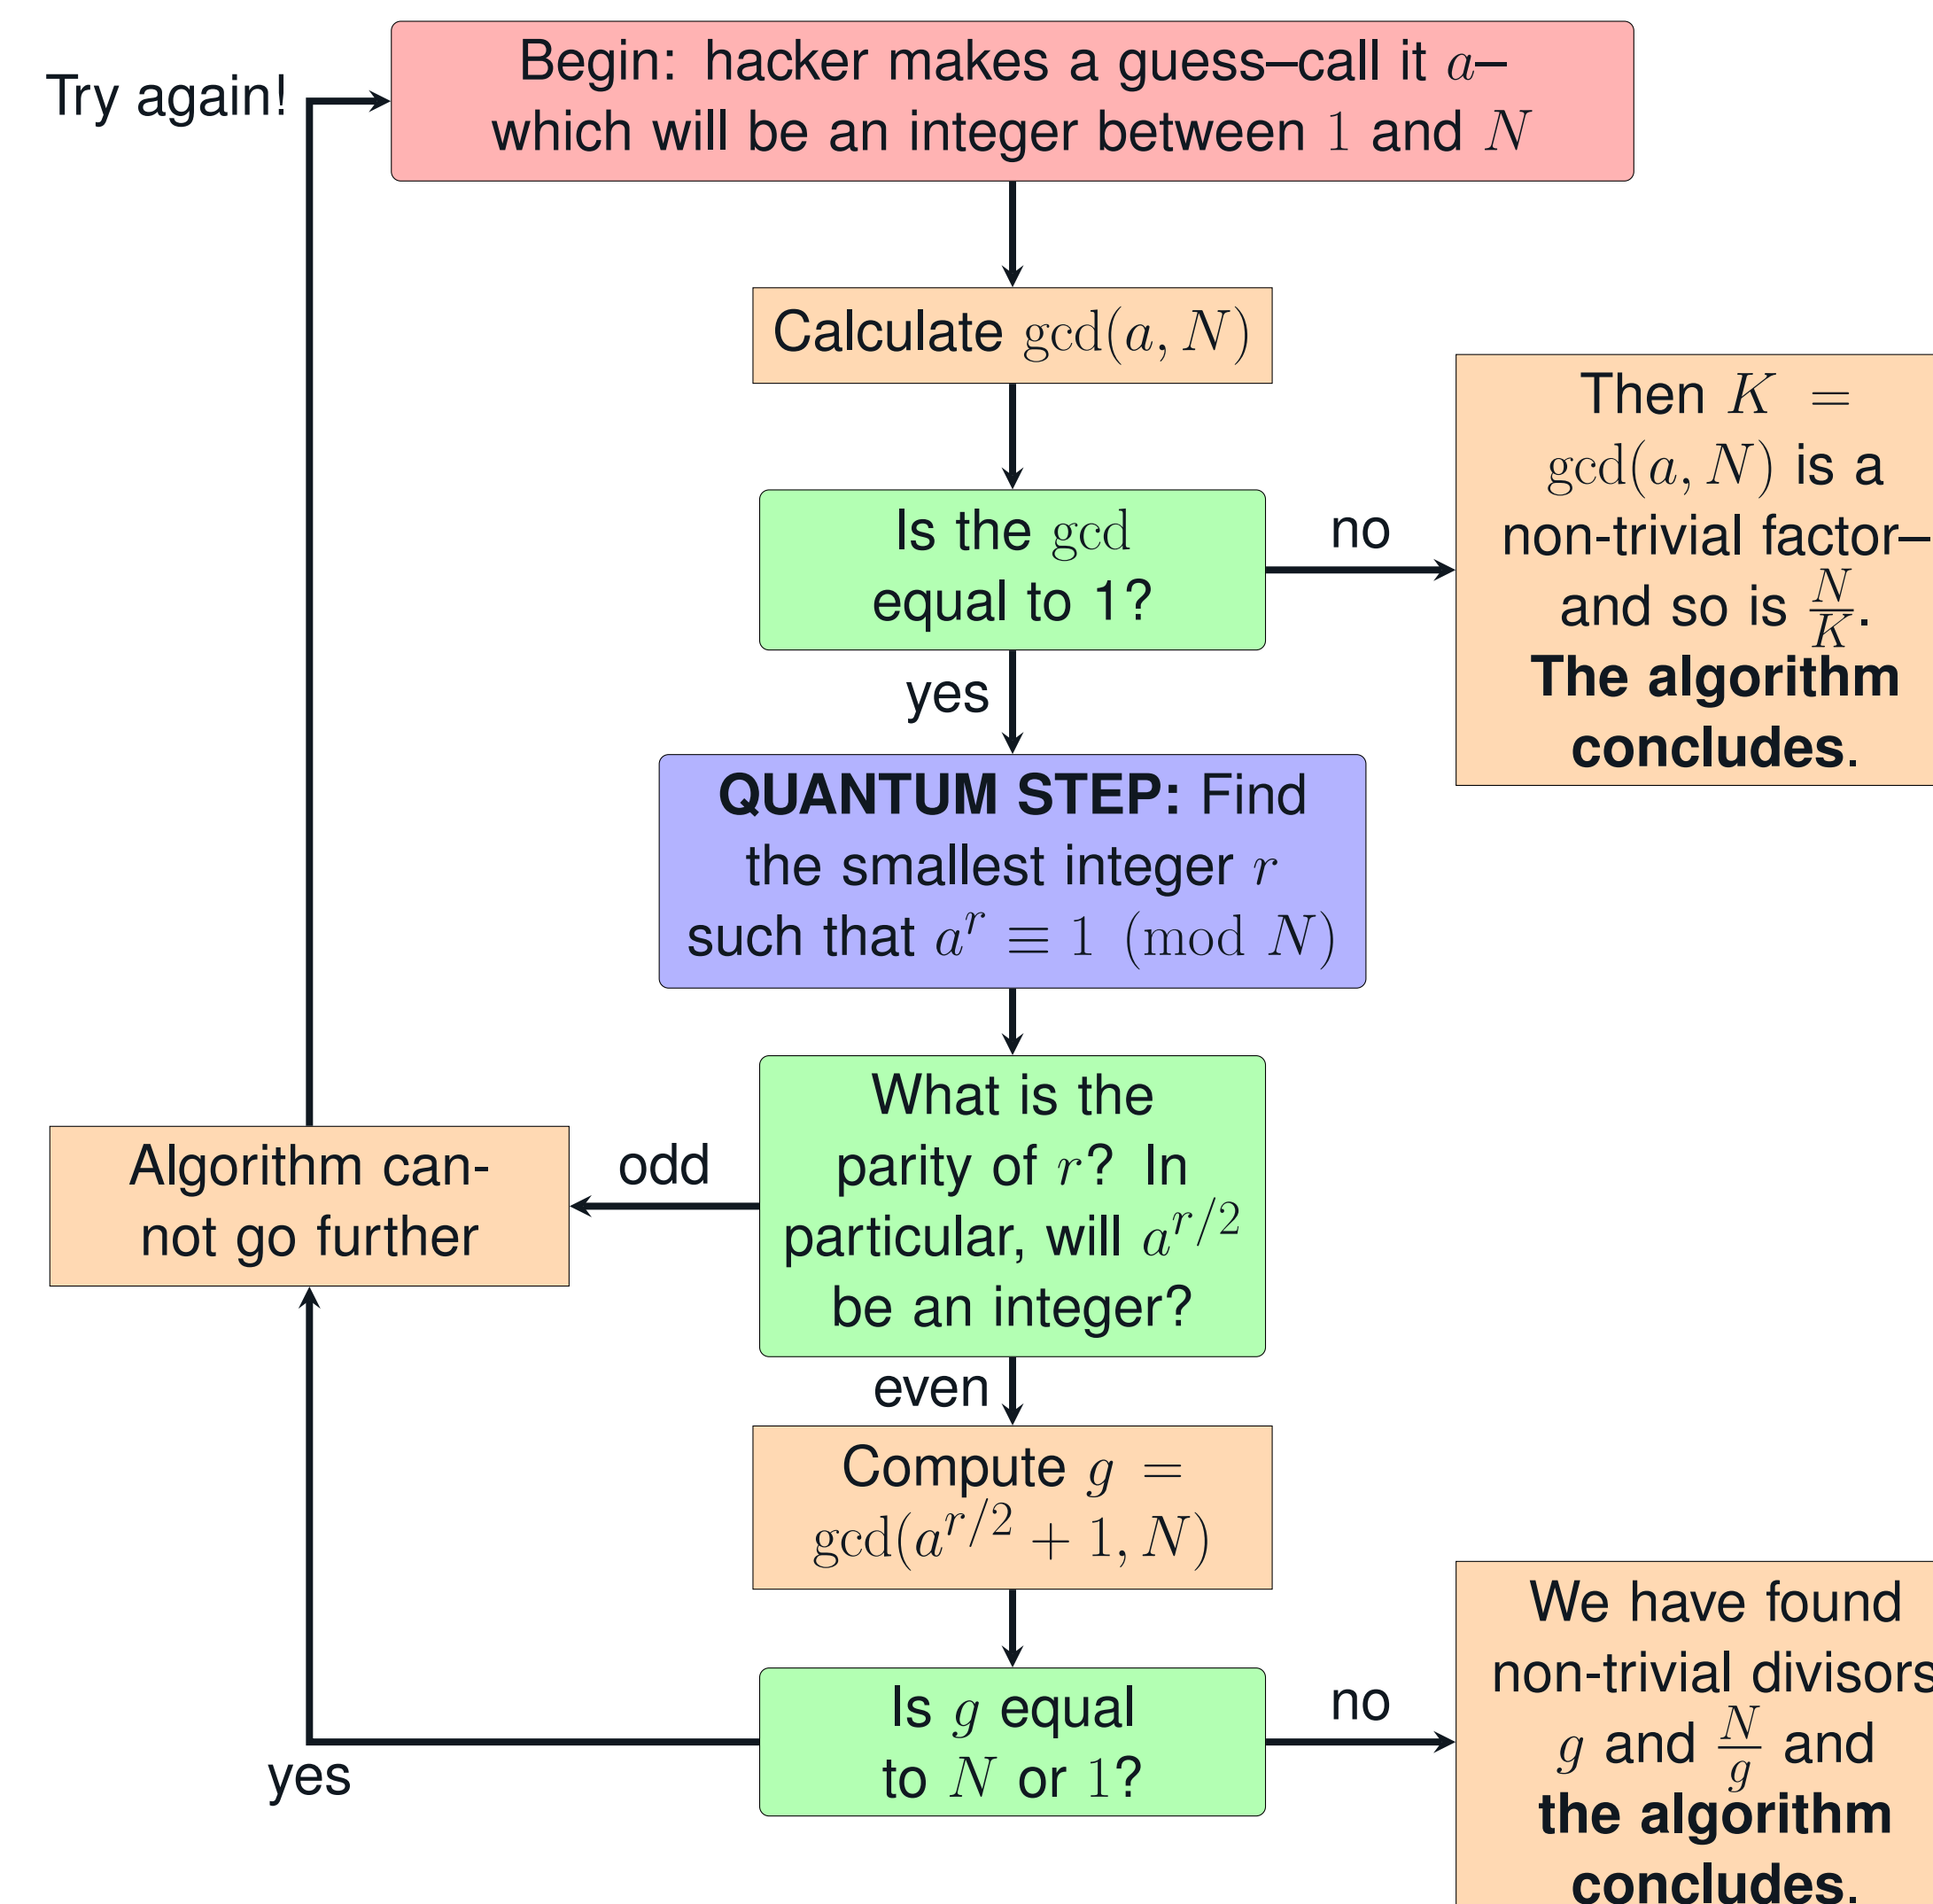 Try again!
Begin: hacker makes a guess–call it a–
which will be an integer between 1 and N
Calculate gcd(a, N)
Is the gcd
equal to 1?
no
Then K =
gcd(a, N) is a
non-trivial factor–
and so is N/K.
The algorithm
concludes.
yes
QUANTUM STEP: Find
the smallest integer r
such that a^r ≡ 1 (mod N)
What is the
parity of r? In
particular, will a^{r/2}
be an integer?
odd
Algorithm can-
not go further
even
Compute g =
gcd(a^{r/2} + 1, N)
Is g equal
to N or 1?
yes
no
We have found
non-trivial divisors
g and N/g and
the algorithm
concludes.